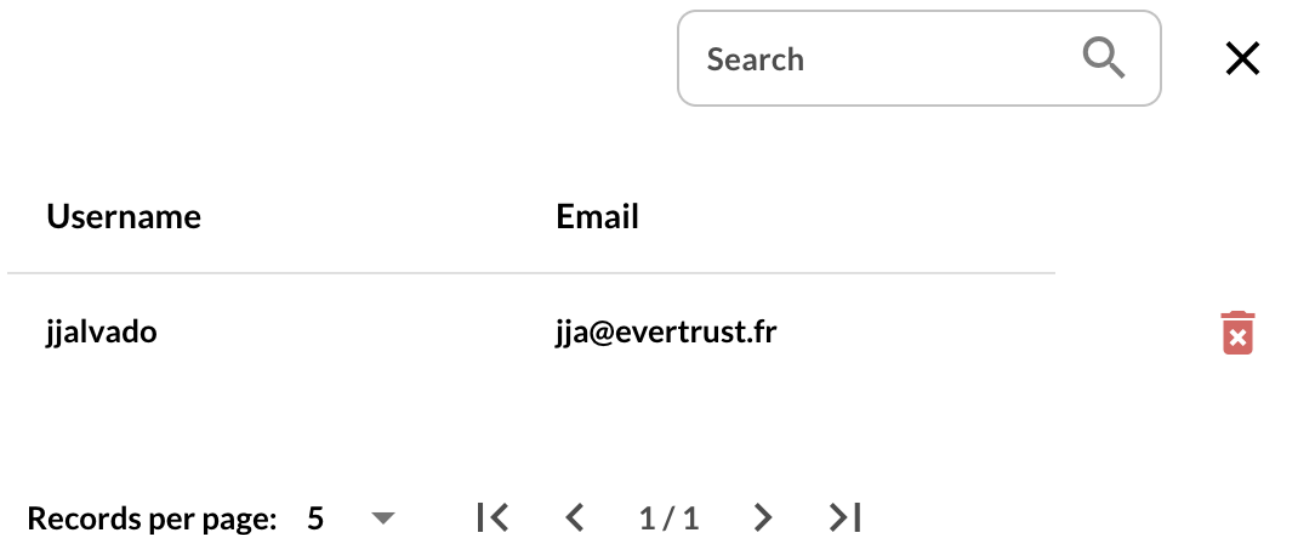 Search
Username Email
jjalvado jja@evertrust.fr
Records per page: 5 1 / 1